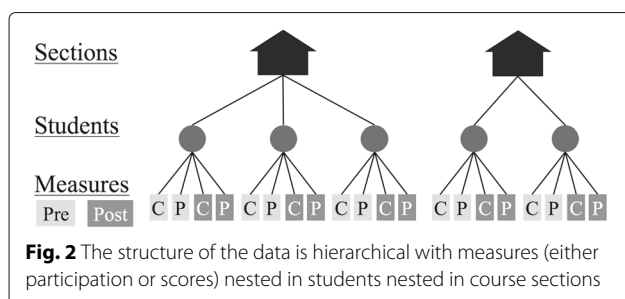 Sections
Students
Measures
Pre Post
C P C P C P C P C P C P C P C P C P C P
Fig. 2 The structure of the data is hierarchical with measures (either
participation or scores) nested in students nested in course sections